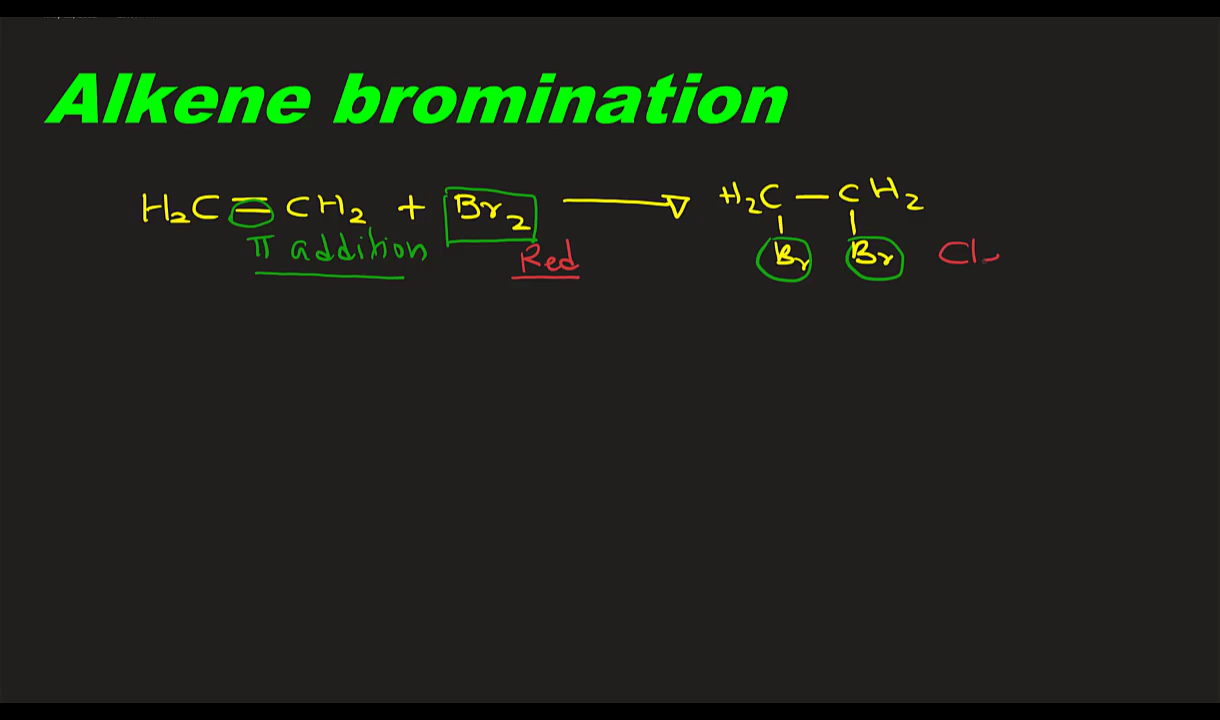 Alkene bromination
H₂C = CH₂ + Br₂ → H₂C – CH₂
π addition Red Br Br Cl